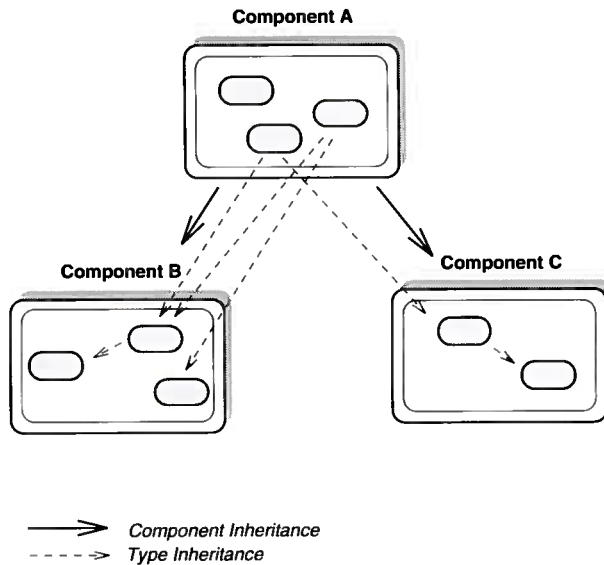 Component A
Component B
Component C
Component Inheritance
Type Inheritance